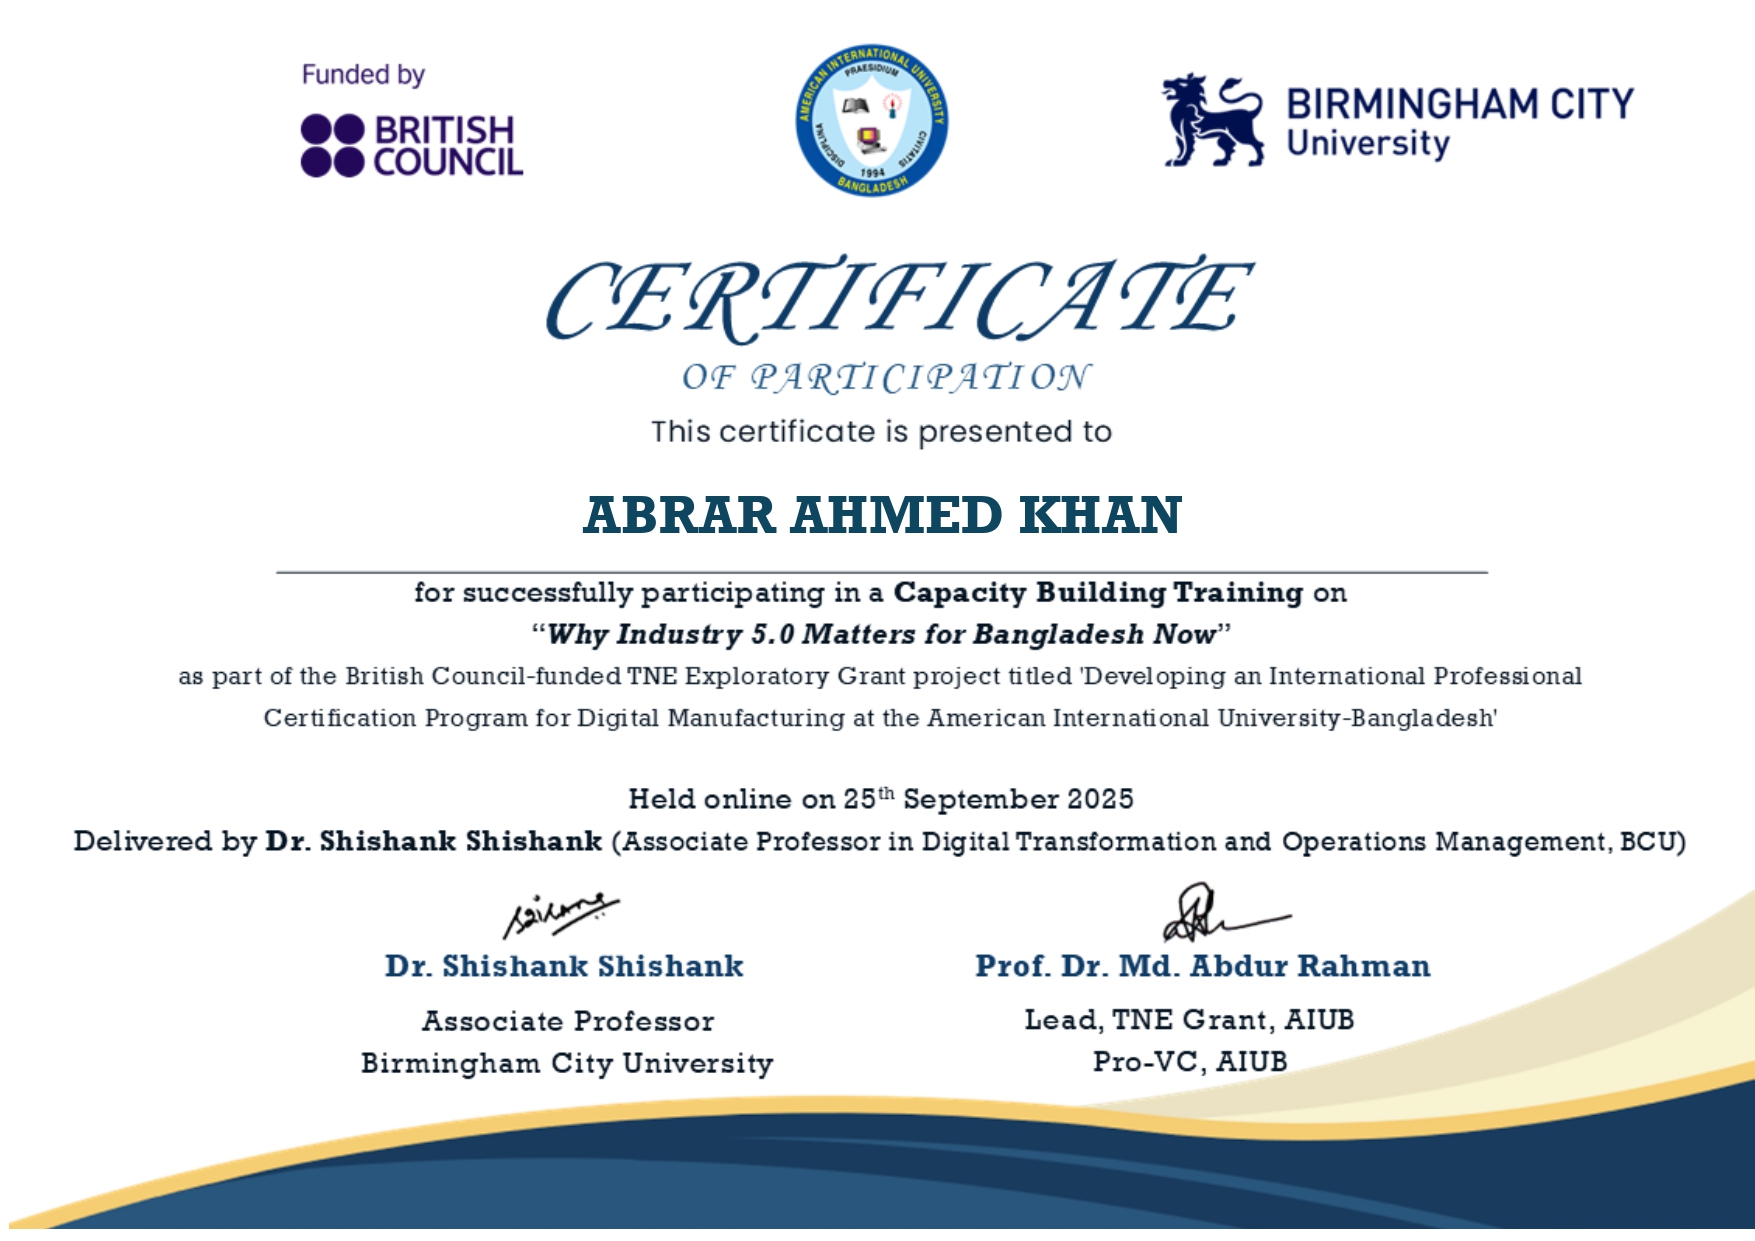 Funded by
BRITISH
COUNCIL
AMERICAN INTERNATIONAL UNIVERSITY
BANGLADESH
PRAESIDIUM
DISCIPLINA
CIVITATIS
1994
BIRMINGHAM CITY
University
CERTIFICATE
OF PARTICIPATION
This certificate is presented to
ABRAR AHMED KHAN
for successfully participating in a Capacity Building Training on
“Why Industry 5.0 Matters for Bangladesh Now”
as part of the British Council-funded TNE Exploratory Grant project titled 'Developing an International Professional
Certification Program for Digital Manufacturing at the American International University-Bangladesh'
Held online on 25th September 2025
Delivered by Dr. Shishank Shishank (Associate Professor in Digital Transformation and Operations Management, BCU)
Dr. Shishank Shishank
Associate Professor
Birmingham City University
Prof. Dr. Md. Abdur Rahman
Lead, TNE Grant, AIUB
Pro-VC, AIUB